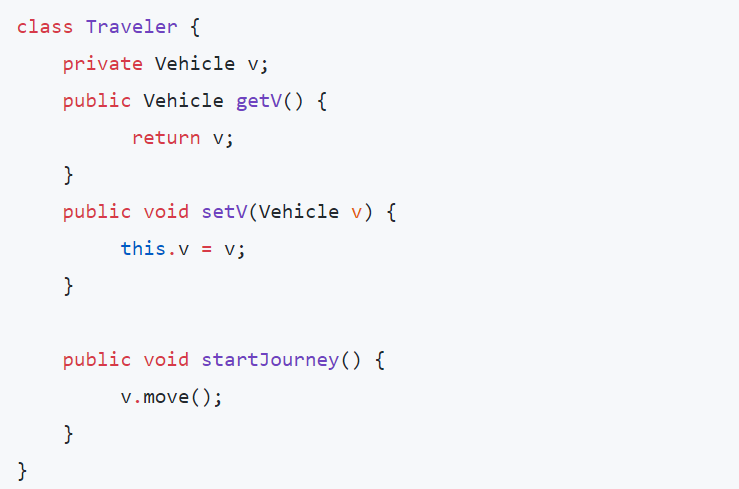 class Traveler {
    private Vehicle v;
    public Vehicle getV() {
          return v;
    }
    public void setV(Vehicle v) {
         this.v = v;
    }

    public void startJourney() {
         v.move();
    }
}